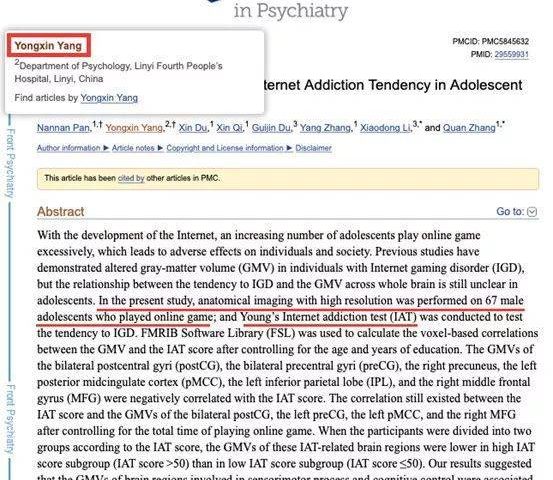 in Psychiatry
PMCID: PMC5845632
PMID: 29559931
Yongxin Yang
2Department of Psychology, Linyi Fourth People's
Hospital, Linyi, China
Find articles by Yongxin Yang
ternet Addiction Tendency in Adolescent
Nannan Pan,1,† Yongxin Yang,2,† Xin Du,1 Xin Qi,1 Guijin Du,3 Yang Zhang,1 Xiaodong Li,3,* and Quan Zhang1,*
Author information ► Article notes ► Copyright and License information ► Disclaimer
This article has been cited by other articles in PMC.
Abstract
Go to:
With the development of the Internet, an increasing number of adolescents play online game
excessively, which leads to adverse effects on individuals and society. Previous studies have
demonstrated altered gray-matter volume (GMV) in individuals with Internet gaming disorder (IGD),
but the relationship between the tendency to IGD and the GMV across whole brain is still unclear in
adolescents. In the present study, anatomical imaging with high resolution was performed on 67 male
adolescents who played online game; and Young's Internet addiction test (IAT) was conducted to test
the tendency to IGD. FMRIB Software Library (FSL) was used to calculate the voxel-based correlations
between the GMV and the IAT score after controlling for the age and years of education. The GMVs of
the bilateral postcentral gyri (postCG), the bilateral precentral gyri (preCG), the right precuneus, the left
posterior midcingulate cortex (pMCC), the left inferior parietal lobe (IPL), and the right middle frontal
gyrus (MFG) were negatively correlated with the IAT score. The correlation still existed between the
IAT score and the GMVs of the bilateral postCG, the left preCG, the left pMCC, and the right MFG
after controlling for the total time of playing online game. When the participants were divided into two
groups according to the IAT score, the GMVs of these IAT-related brain regions were lower in high IAT
score subgroup (IAT score >50) than in low IAT score subgroup (IAT score ≤50). Our results suggested
that the GMVs of brain regions involved in sensorimotor process and cognitive control were associated
Front Psychiatry
Front Psychiatry